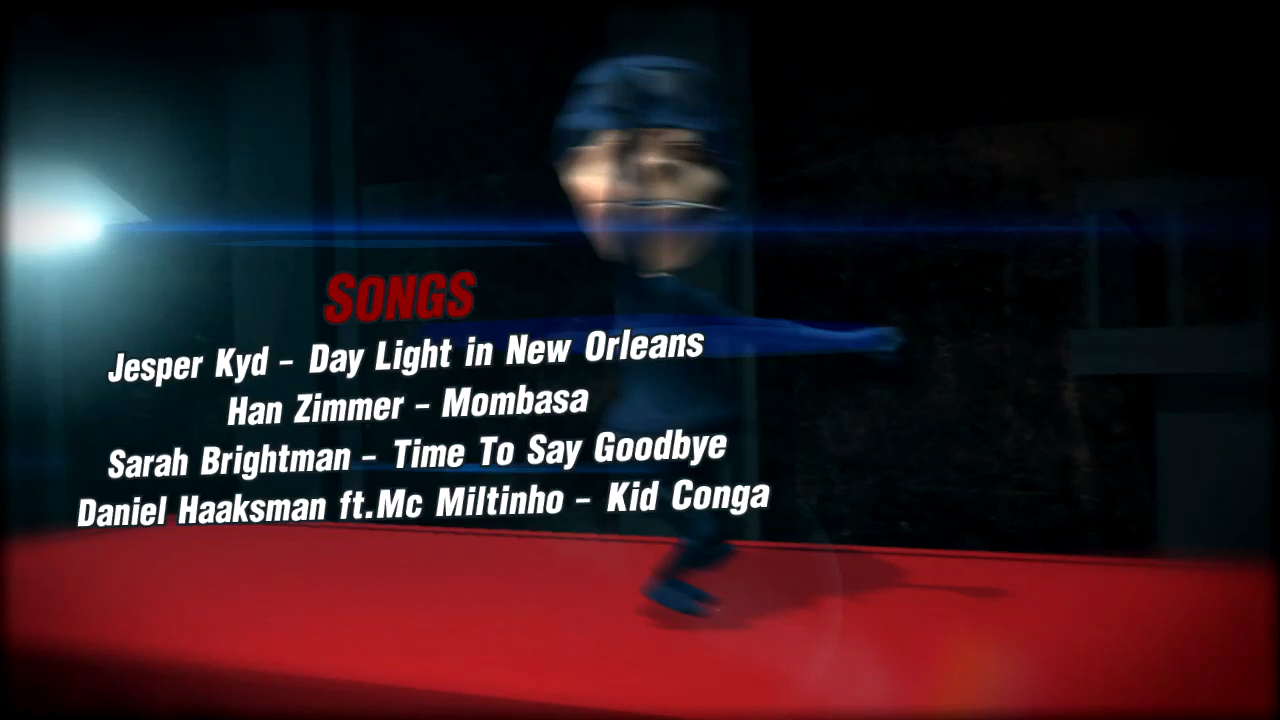 SONGS
Jesper Kyd - Day Light in New Orleans
Han Zimmer - Mombasa
Sarah Brightman - Time To Say Goodbye
Daniel Haaksman ft.Mc Miltinho - Kid Conga